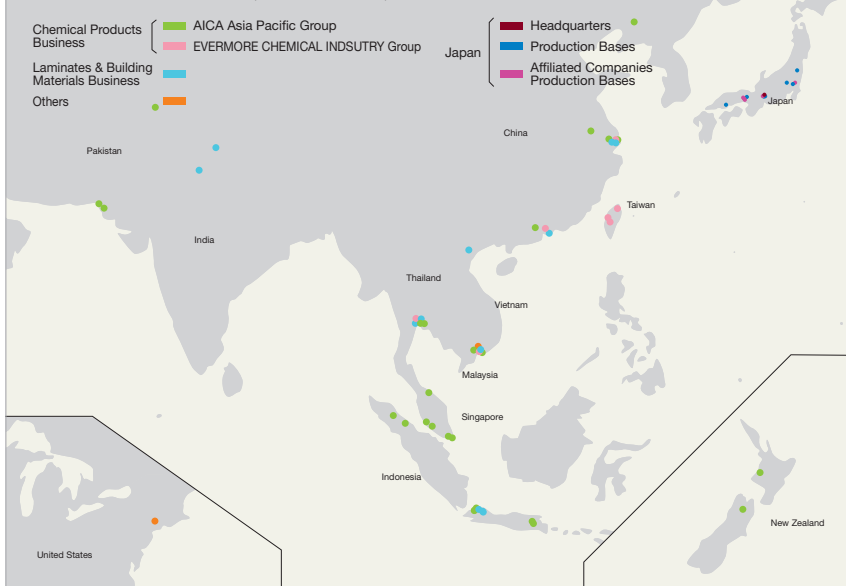 Chemical Products
Business
AICA Asia Pacific Group
EVERMORE CHEMICAL INDSUTRY Group
Laminates & Building
Materials Business
Others
Japan
Headquarters
Production Bases
Affiliated Companies
Production Bases
Japan
China
Pakistan
Taiwan
India
Thailand
Vietnam
Malaysia
Singapore
Indonesia
New Zealand
United States